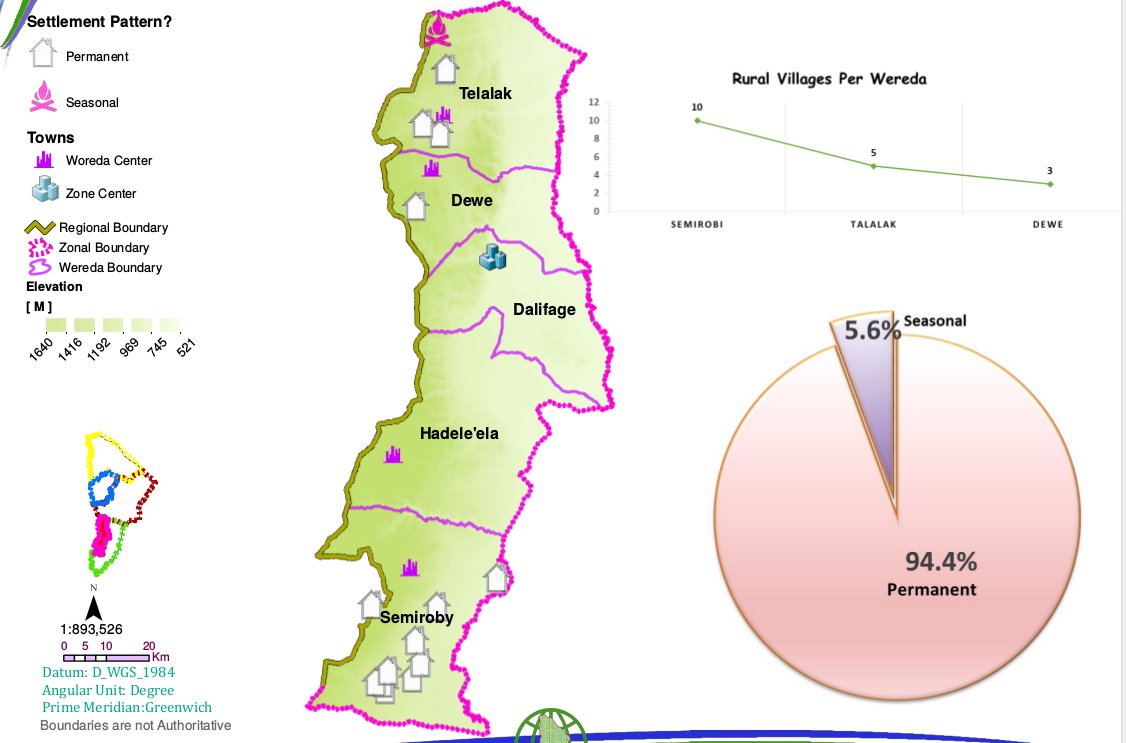 Settlement Pattern?
Permanent
Seasonal
Towns
Woreda Center
Zone Center
Regional Boundary
Zonal Boundary
Wereda Boundary
Elevation
[ M ]
1640 1416 1192 969 745 521
N
1:893,526
0 5 10 20
Km
Datum: D_WGS_1984
Angular Unit: Degree
Prime Meridian:Greenwich
Boundaries are not Authoritative
Telalak
Dewe
Dalifage
Hadele'ela
Semiroby
Rural Villages Per Wereda
12
10
8
6
4
2
0
10
5
3
SEMIROBI TALALAK DEWE
5.6% Seasonal
94.4%
Permanent